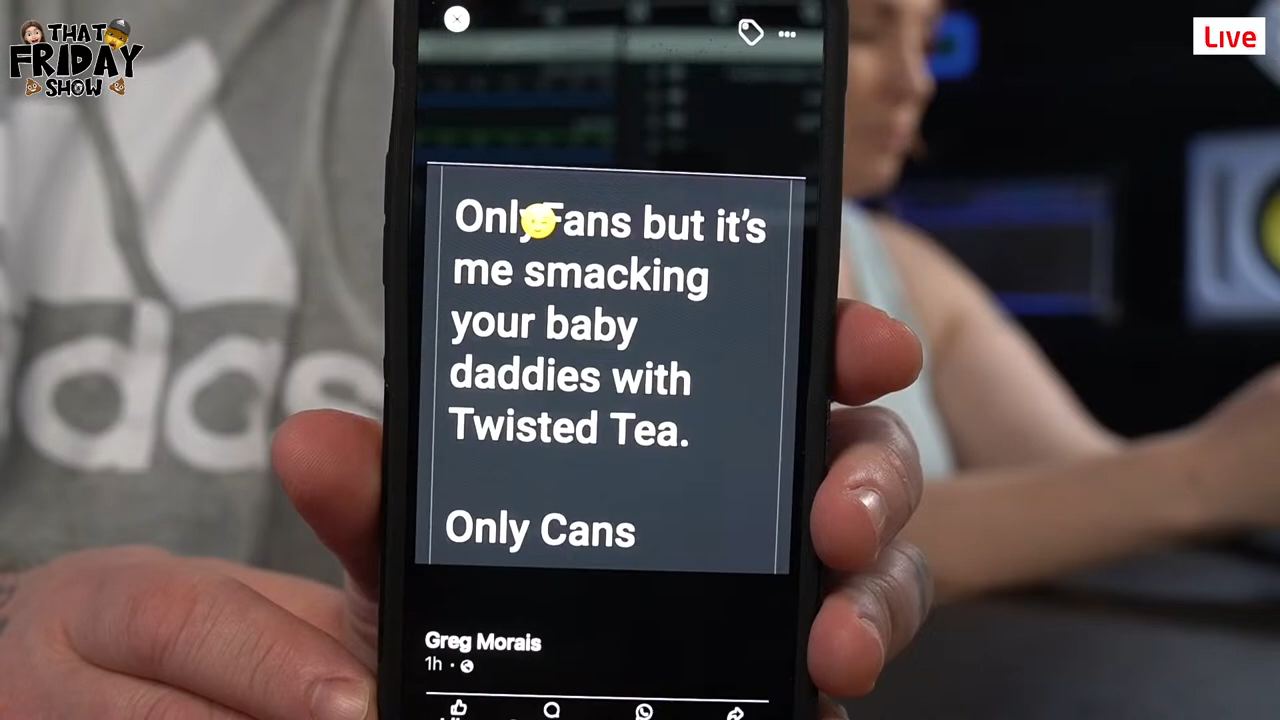 THAT
FRIDAY
SHOW
Live
adidas
OnlyFans but it's
me smacking
your baby
daddies with
Twisted Tea.
Only Cans
Greg Morais
1h ·